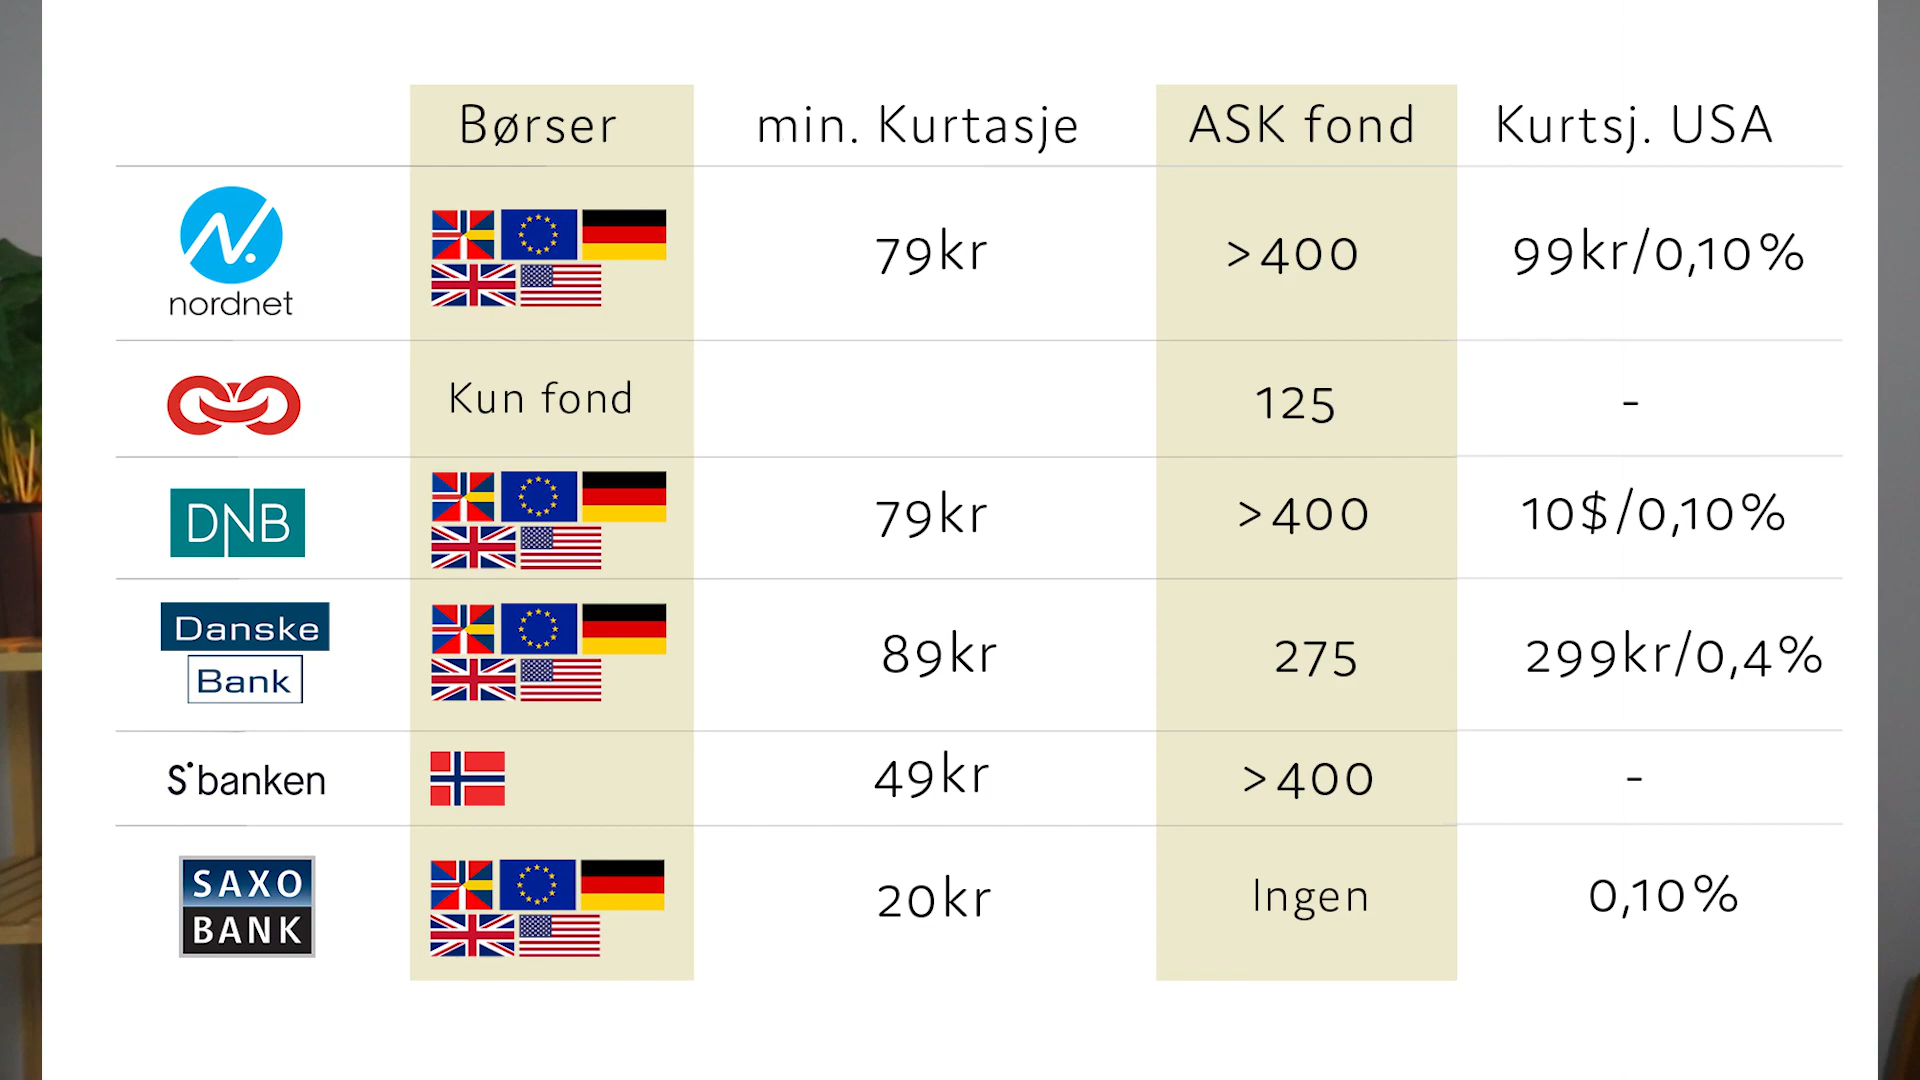 Børser min. Kurtasje ASK fond Kurtsj. USA
nordnet 79kr >400 99kr/0,10%
Kun fond 125 -
DNB 79kr >400 10$/0,10%
Danske
Bank 89kr 275 299kr/0,4%
S'banken 49kr >400 -
SAXO
BANK 20kr Ingen 0,10%